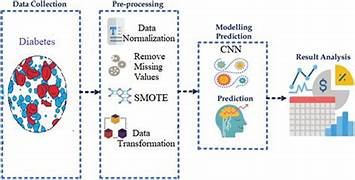 Data Collection
Diabetes
Pre-processing
Data
Normalization
Remove
Missing
Values
SMOTE
Data
Transformation
Modelling
Prediction
CNN
Prediction
Result Analysis